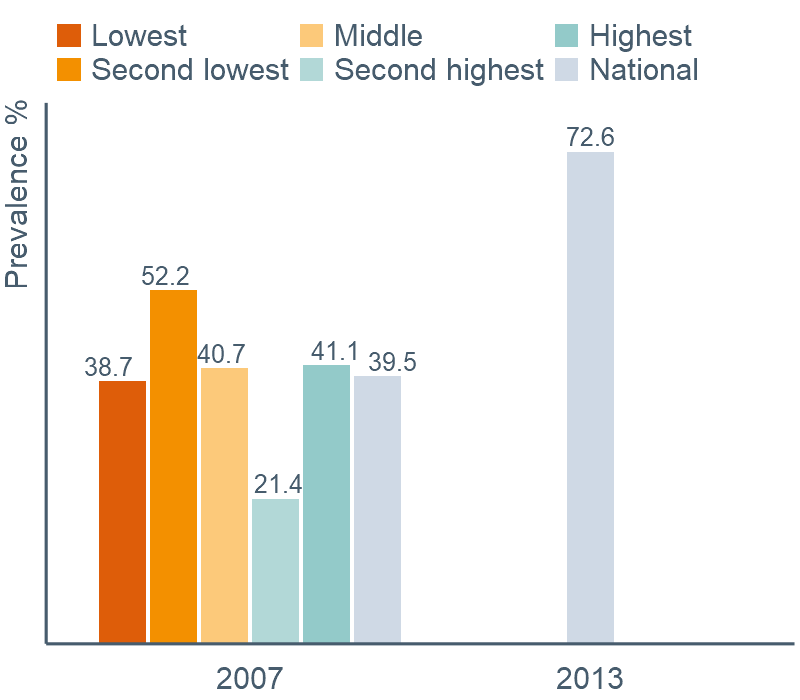 Lowest Middle Highest
Second lowest Second highest National
Prevalence %
72.6
52.2
38.7 40.7 41.1 39.5
21.4
2007 2013